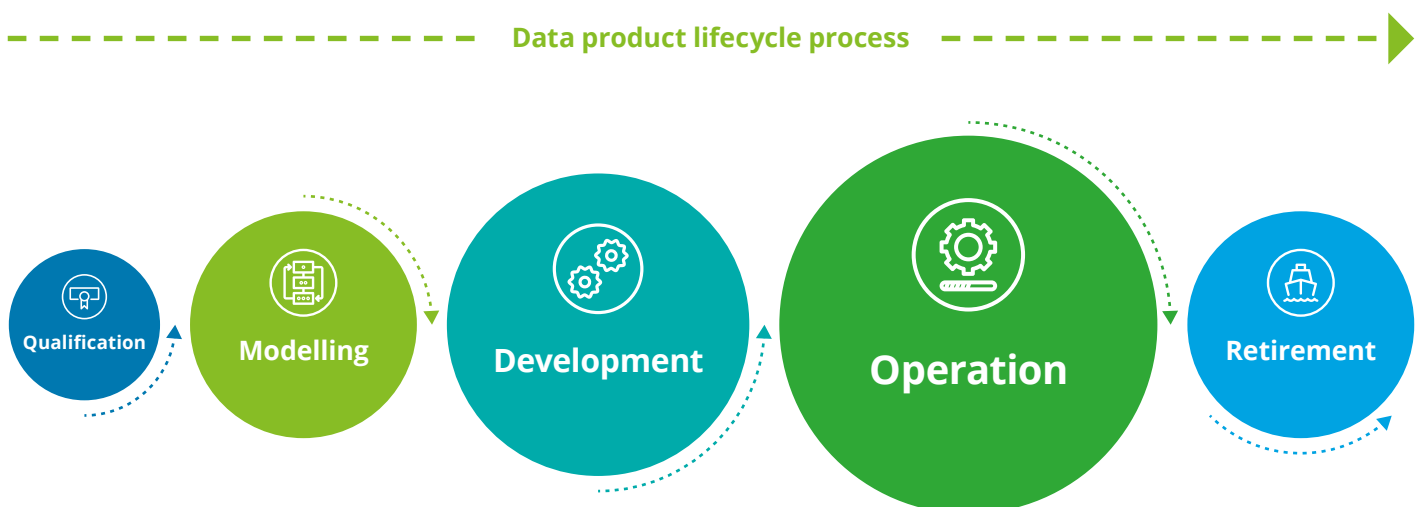 Data product lifecycle process
Qualification
Modelling
Development
Operation
Retirement